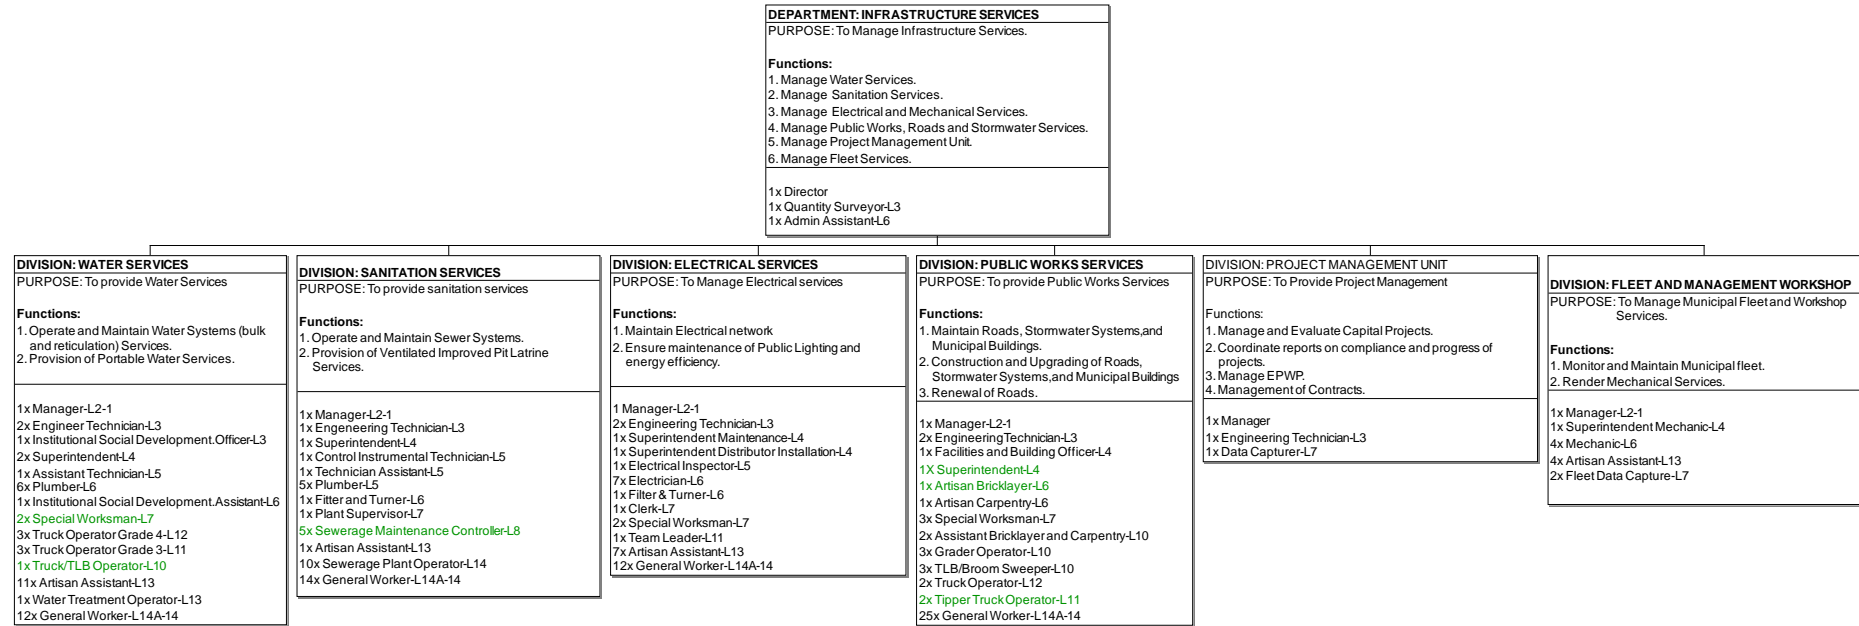 DEPARTMENT: INFRASTRUCTURE SERVICES
PURPOSE: To Manage Infrastructure Services.
Functions:
1. Manage Water Services.
2. Manage Sanitation Services.
3. Manage Electrical and Mechanical Services.
4. Manage Public Works, Roads and Stormwater Services.
5. Manage Project Management Unit.
6. Manage Fleet Services.
1x Director
1x Quantity Surveyor-L3
1x Admin Assistant-L6
DIVISION: WATER SERVICES
PURPOSE: To provide Water Services
Functions:
1. Operate and Maintain Water Systems (bulk
and reticulation) Services.
2. Provision of Portable Water Services.
1x Manager-L2-1
2x Engineer Technician-L3
1x Institutional Social Development.Officer-L3
2x Superintendent-L4
1x Assistant Technician-L5
6x Plumber-L6
1x Institutional Social Development.Assistant-L6
2x Special Worksman-L7
3x Truck Operator Grade 4-L12
3x Truck Operator Grade 3-L11
1x Truck/TLB Operator-L10
11x Artisan Assistant-L13
1x Water Treatment Operator-L13
12x General Worker-L14A-14
DIVISION: SANITATION SERVICES
PURPOSE: To provide sanitation services
Functions:
1. Operate and Maintain Sewer Systems.
2. Provision of Ventilated Improved Pit Latrine
Services.
1x Manager-L2-1
1x Engeneering Technician-L3
1x Superintendent-L4
1x Control Instrumental Technician-L5
1x Technician Assistant-L5
5x Plumber-L5
1x Fitter and Turner-L6
1x Plant Supervisor-L7
5x Sewerage Maintenance Controller-L8
1x Artisan Assistant-L13
10x Sewerage Plant Operator-L14
14x General Worker-L14A-14
DIVISION: ELECTRICAL SERVICES
PURPOSE: To Manage Electrical services
Functions:
1. Maintain Electrical network
2. Ensure maintenance of Public Lighting and
energy efficiency.
1 Manager-L2-1
2x Engineering Technician-L3
1x Superintendent Maintenance-L4
1x Superintendent Distributor Installation-L4
1x Electrical Inspector-L5
7x Electrician-L6
1x Filter & Turner-L6
1x Clerk-L7
2x Special Worksman-L7
1x Team Leader-L11
7x Artisan Assistant-L13
12x General Worker-L14A-14
DIVISION: PUBLIC WORKS SERVICES
PURPOSE: To provide Public Works Services
Functions:
1. Maintain Roads, Stormwater Systems,and
Municipal Buildings.
2. Construction and Upgrading of Roads,
Stormwater Systems,and Municipal Buildings
3. Renewal of Roads.
1x Manager-L2-1
2x Engineering Technician-L3
1x Facilities and Building Officer-L4
1X Superintendent-L4
1x Artisan Bricklayer-L6
1x Artisan Carpentry-L6
3x Special Worksman-L7
2x Assistant Bricklayer and Carpentry-L10
3x Grader Operator-L10
3x TLB/Broom Sweeper-L10
2x Truck Operator-L12
2x Tipper Truck Operator-L11
25x General Worker-L14A-14
DIVISION: PROJECT MANAGEMENT UNIT
PURPOSE: To Provide Project Management
Functions:
1. Manage and Evaluate Capital Projects.
2. Coordinate reports on compliance and progress of
projects.
3. Manage EPWP.
4. Management of Contracts.
1x Manager
1x Engineering Technician-L3
1x Data Capturer-L7
DIVISION: FLEET AND MANAGEMENT WORKSHOP
PURPOSE: To Manage Municipal Fleet and Workshop
Services.
Functions:
1. Monitor and Maintain Municipal fleet.
2. Render Mechanical Services.
1x Manager-L2-1
1x Superintendent Mechanic-L4
4x Mechanic-L6
4x Artisan Assistant-L13
2x Fleet Data Capture-L7